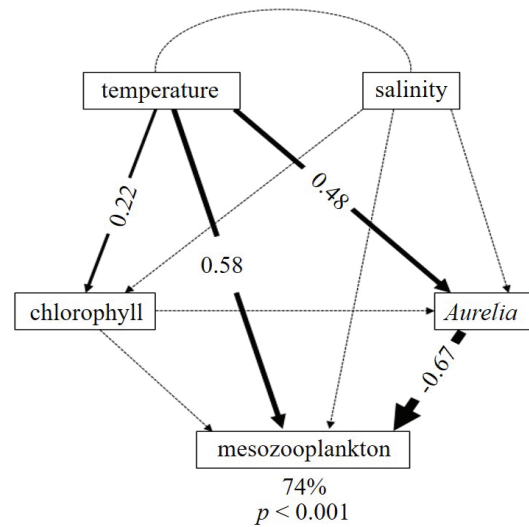 temperature
salinity
0.22
0.58
0.48
chlorophyll
Aurelia
-0.67
mesozooplankton
74%
p < 0.001